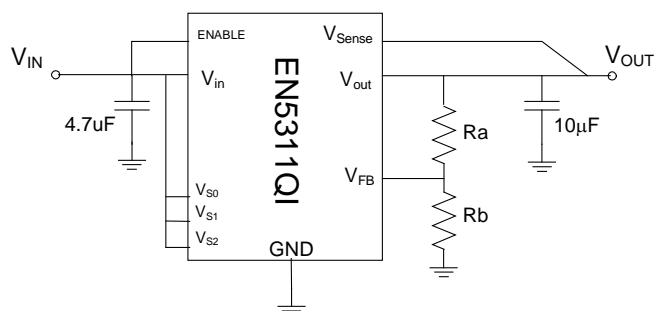 ENABLE
V_Sense
V_IN
V_in
EN5311QI
V_out
V_OUT
4.7uF
Ra
10μF
V_FB
V_S0
V_S1
V_S2
Rb
GND